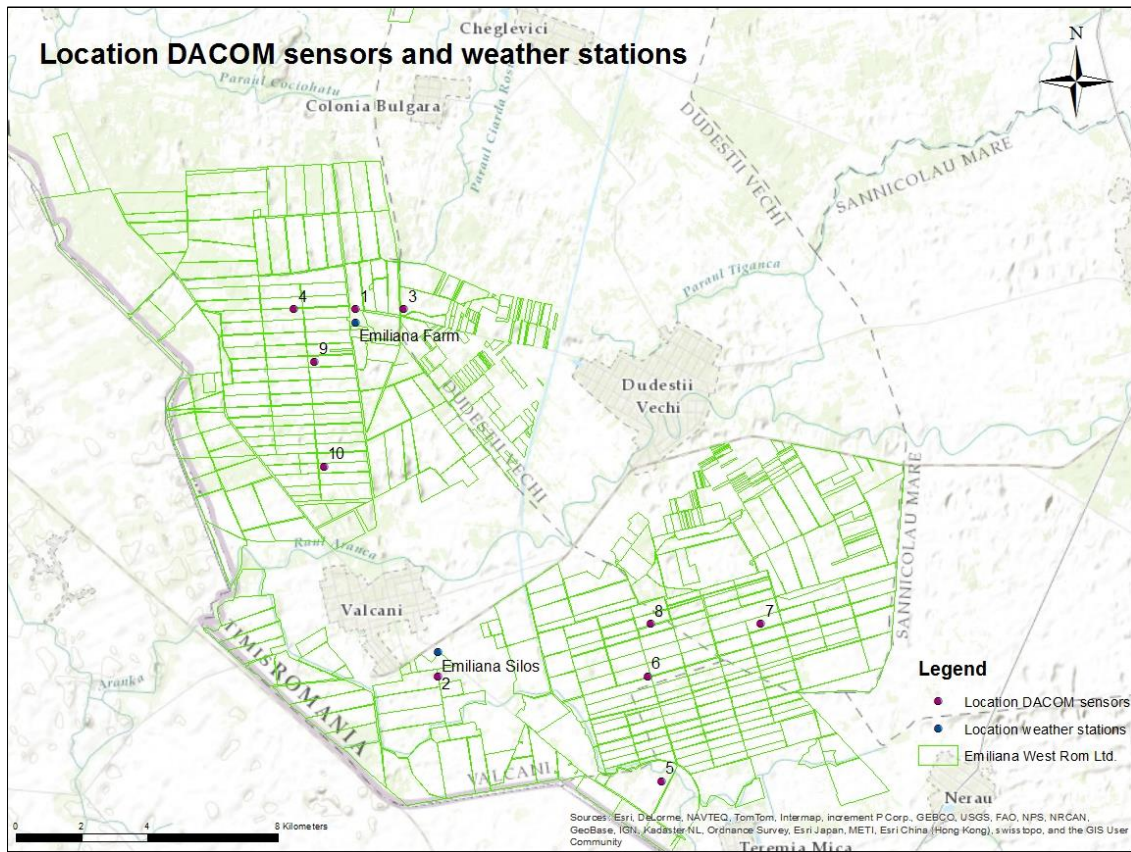 Cheglevici
Location DACOM sensors and weather stations
N
Paraul Cociohatu
Colonia Bulgara
Paraul Ciarda Rosie
DUDESTII VECHI
SANNICOLAU MARE
Paraul Tiganca
4
1
3
Emiliana Farm
9
Dudestii
Vechi
DUDESTII VECHI
10
SANNICOLAU MARE
Raul Aranca
Valcani
8
7
TIMIS
ROMANIA
Emiliana Silos
2
6
Aranka
Legend
Location DACOM sensors
Location weather stations
Emiliana West Rom Ltd.
VALCANI
5
Nerau
0 2 4 8 Kilometers
Sources: Esri, DeLorme, NAVTEQ, TomTom, Intermap, increment P Corp., GEBCO, USGS, FAO, NPS, NRCAN,
GeoBase, IGN, Kadaster NL, Ordnance Survey, Esri Japan, METI, Esri China (Hong Kong), swisstopo, and the GIS User
Community
Teremia Mica